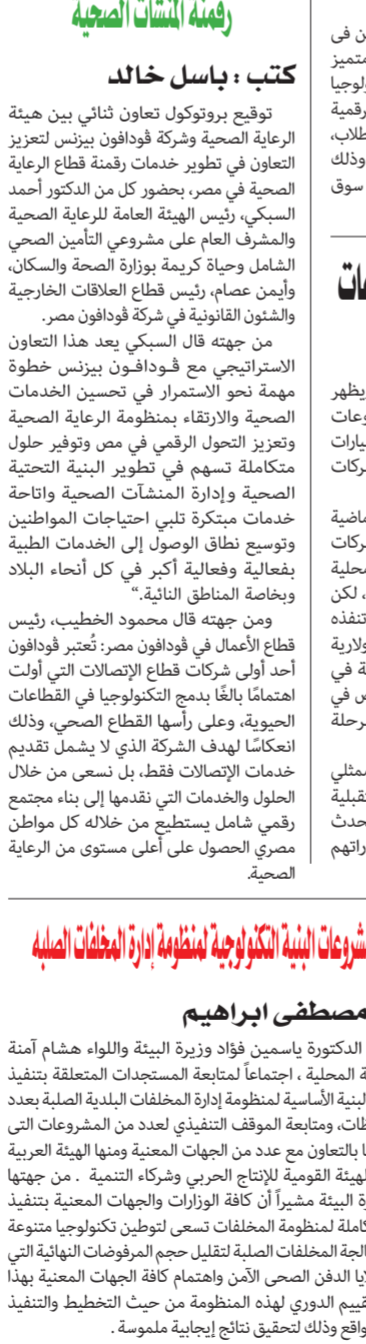 رقمنة المنشآت الصحية
كتب : باسل خالد
توقيع بروتوكول تعاون ثنائي بين هيئة
الرعاية الصحية وشركة ڤودافون بيزنس لتعزيز
التعاون في تطوير خدمات رقمنة قطاع الرعاية
الصحية في مصر، بحضور كل من الدكتور أحمد
السبكي، رئيس الهيئة العامة للرعاية الصحية
والمشرف العام على مشروعي التأمين الصحي
الشامل وحياة كريمة بوزارة الصحة والسكان،
وأيمن عصام، رئيس قطاع العلاقات الخارجية
والشئون القانونية في شركة ڤودافون مصر.
من جهته قال السبكي يعد هذا التعاون
الاستراتيجي مع ڤودافون بيزنس خطوة
مهمة نحو الاستمرار في تحسين الخدمات
الصحية والارتقاء بمنظومة الرعاية الصحية
وتعزيز التحول الرقمي في مص وتوفير حلول
متكاملة تسهم في تطوير البنية التحتية
الصحية وإدارة المنشآت الصحية واتاحة
خدمات مبتكرة تلبي احتياجات المواطنين
وتوسيع نطاق الوصول إلى الخدمات الطبية
بفعالية وفعالية أكبر في كل أنحاء البلاد
وبخاصة المناطق النائية.“
ومن جهته قال محمود الخطيب، رئيس
قطاع الأعمال في ڤودافون مصر: تُعتبر ڤودافون
أحد أولى شركات قطاع الإتصالات التي أولت
اهتمامًا بالغًا بدمج التكنولوجيا في القطاعات
الحيوية، وعلى رأسها القطاع الصحي، وذلك
انعكاسًا لهدف الشركة الذي لا يشمل تقديم
خدمات الإتصالات فقط، بل نسعى من خلال
الحلول والخدمات التي نقدمها إلى بناء مجتمع
رقمي شامل يستطيع من خلاله كل مواطن
مصري الحصول على أعلى مستوى من الرعاية
الصحية.
ن في
متميز
رقمية
وذلك
سوق
يظهر
شروعات البنية التكنولوجية لمنظومة إدارة المخلفات الصلبه
مصطفى ابراهيم
الدكتورة ياسمين فؤاد وزيرة البيئة واللواء هشام آمنة
ة المحلية ، اجتماعاً لمتابعة المستجدات المتعلقة بتنفيذ
لبنية الأساسية لمنظومة إدارة المخلفات البلدية الصلبة بعدد
ظات، ومتابعة الموقف التنفيذي لعدد من المشروعات التى
ا بالتعاون مع عدد من الجهات المعنية ومنها الهيئة العربية
لهيئة القومية للإنتاج الحربي وشركاء التنمية . من جهتها
ة البيئة مشيراً أن كافة الوزارات والجهات المعنية بتنفيذ
كاملة لمنظومة المخلفات تسعى لتوطين تكنولوجيا متنوعة
الجة المخلفات الصلبة لتقليل حجم المرفوضات النهائية التي
لايا الدفن الصحى الآمن واهتمام كافة الجهات المعنية بهذا
قييم الدوري لهذه المنظومة من حيث التخطيط والتنفيذ
واقع وذلك لتحقيق نتائج إيجابية ملموسة .